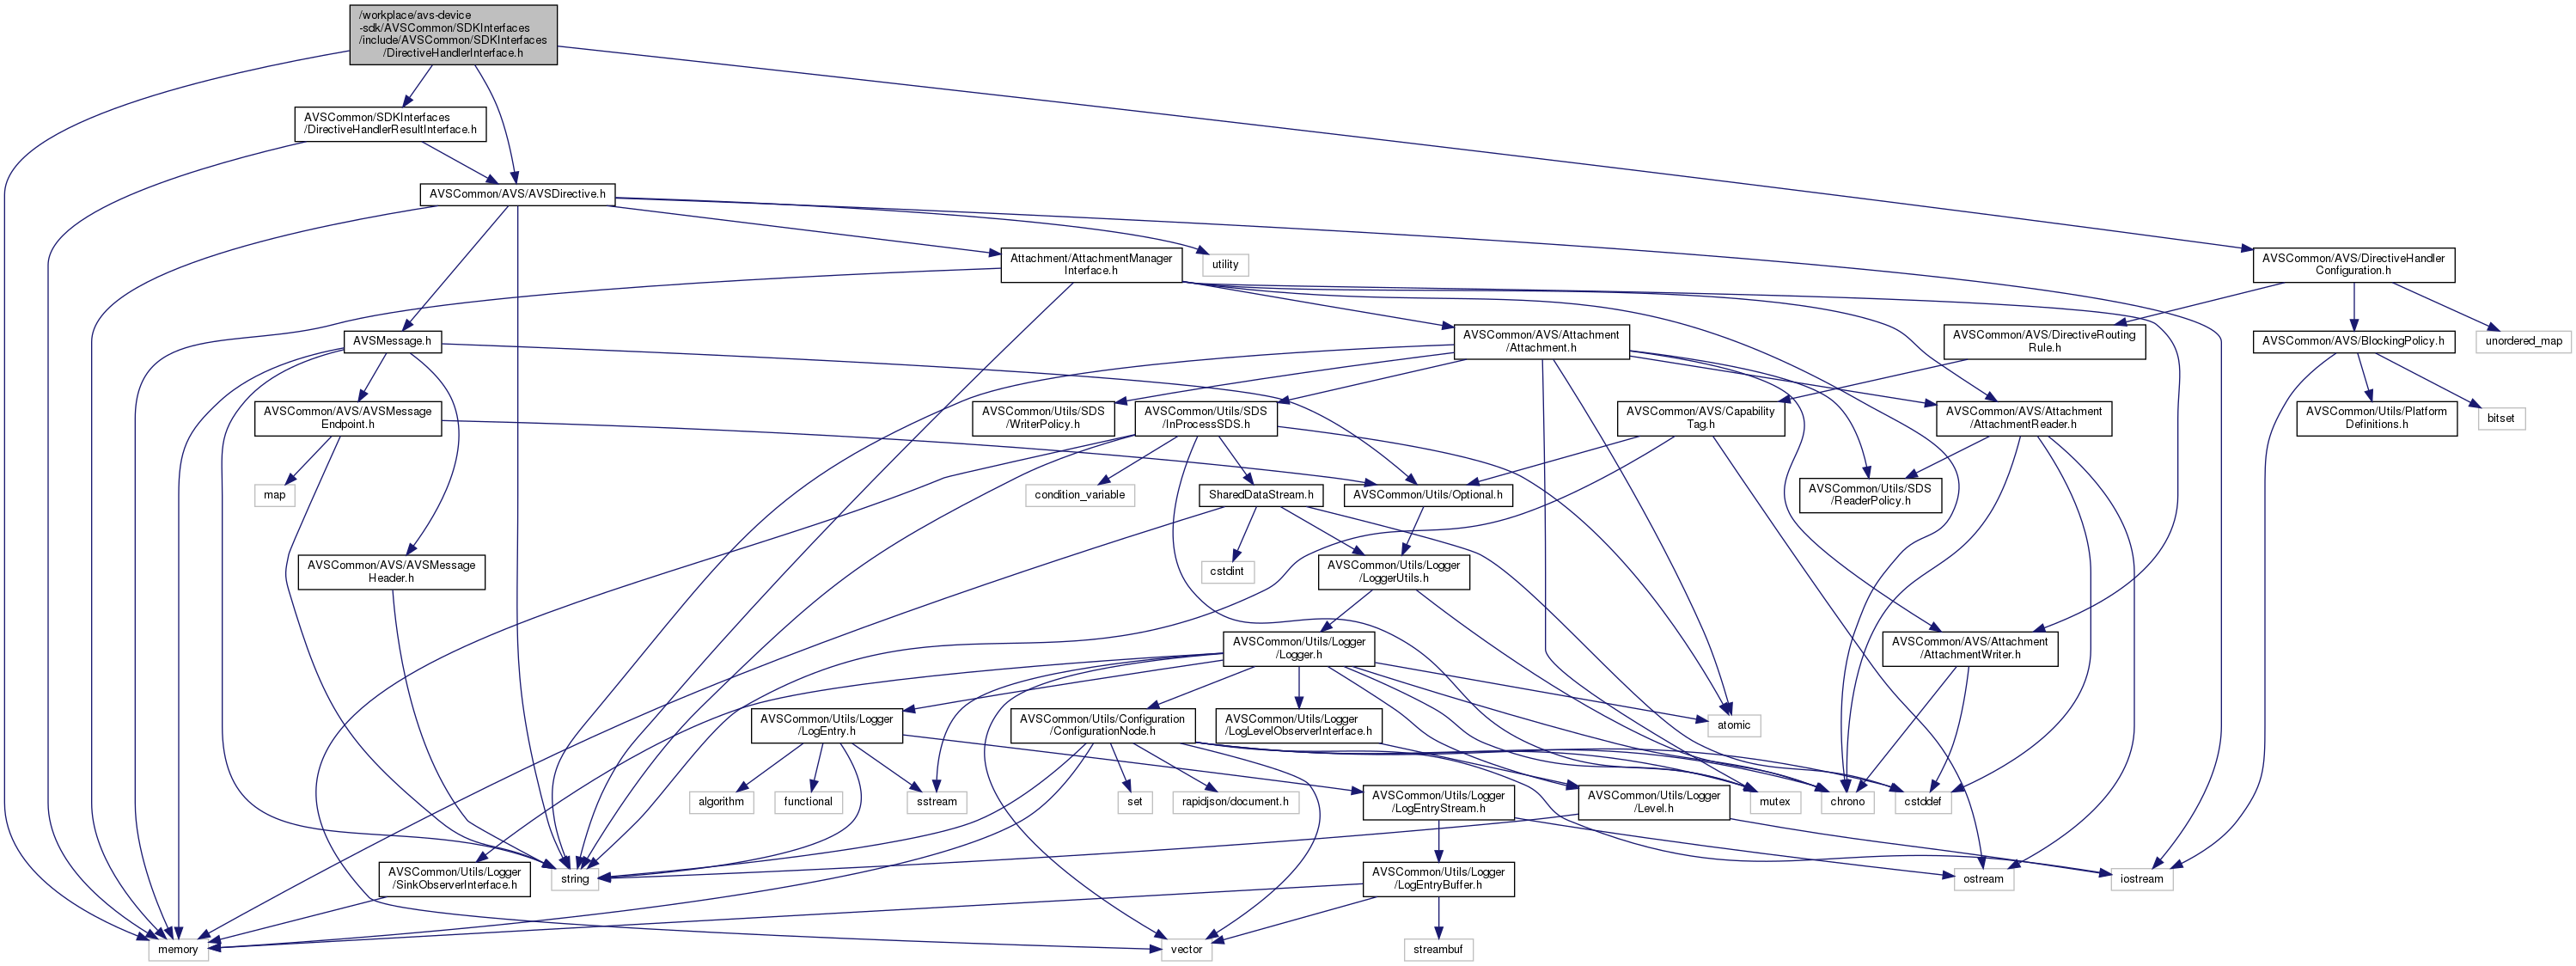 /workplace/avs-device
-sdk/AVSCommon/SDKInterfaces
/include/AVSCommon/SDKInterfaces
/DirectiveHandlerInterface.h
AVSCommon/SDKInterfaces
/DirectiveHandlerResultInterface.h
AVSCommon/AVS/AVSDirective.h
Attachment/AttachmentManager
Interface.h
utility
AVSCommon/AVS/DirectiveHandler
Configuration.h
AVSMessage.h
AVSCommon/AVS/Attachment
/Attachment.h
AVSCommon/AVS/DirectiveRouting
Rule.h
AVSCommon/AVS/BlockingPolicy.h
unordered_map
AVSCommon/AVS/AVSMessage
Endpoint.h
AVSCommon/Utils/SDS
/WriterPolicy.h
AVSCommon/Utils/SDS
/InProcessSDS.h
AVSCommon/AVS/Capability
Tag.h
AVSCommon/AVS/Attachment
/AttachmentReader.h
AVSCommon/Utils/Platform
Definitions.h
bitset
map
condition_variable
SharedDataStream.h
AVSCommon/Utils/Optional.h
AVSCommon/Utils/SDS
/ReaderPolicy.h
AVSCommon/AVS/AVSMessage
Header.h
cstdint
AVSCommon/Utils/Logger
/LoggerUtils.h
AVSCommon/Utils/Logger
/Logger.h
AVSCommon/AVS/Attachment
/AttachmentWriter.h
AVSCommon/Utils/Logger
/LogEntry.h
AVSCommon/Utils/Configuration
/ConfigurationNode.h
AVSCommon/Utils/Logger
/LogLevelObserverInterface.h
atomic
algorithm
functional
sstream
set
rapidjson/document.h
AVSCommon/Utils/Logger
/LogEntryStream.h
AVSCommon/Utils/Logger
/Level.h
mutex
chrono
cstddef
AVSCommon/Utils/Logger
/SinkObserverInterface.h
string
AVSCommon/Utils/Logger
/LogEntryBuffer.h
ostream
iostream
memory
vector
streambuf